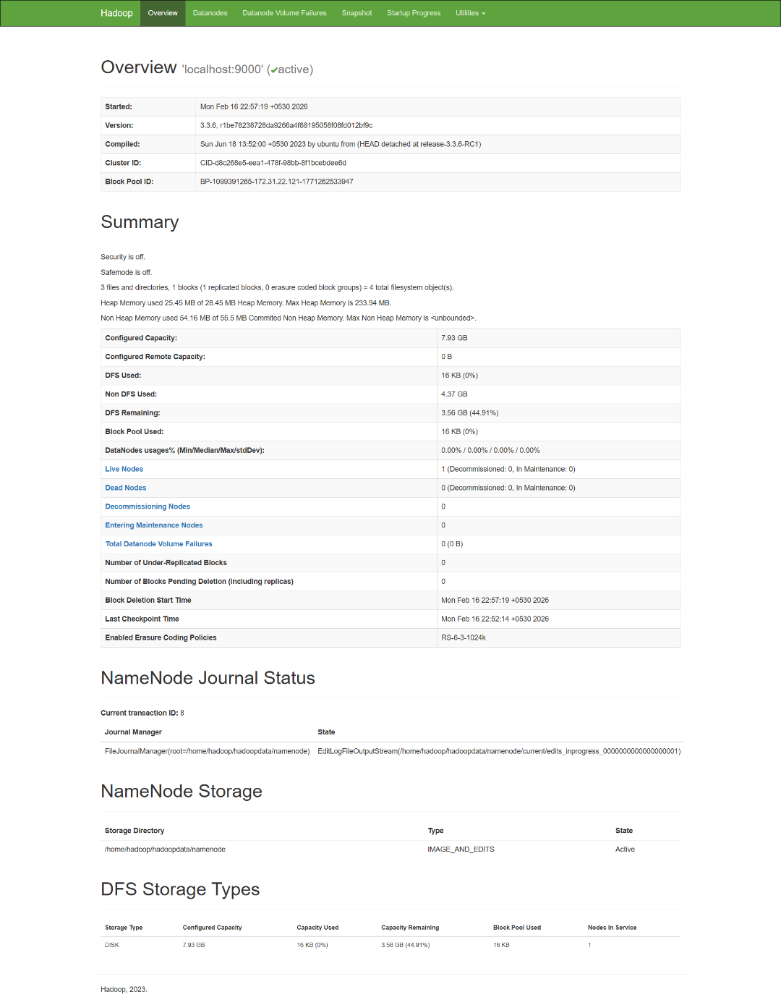 Hadoop Overview Datanodes Datanode Volume Failures Snapshot Startup Progress Utilities
Overview 'localhost:9000' (✔active)
Started: Mon Feb 16 22:57:19 +0530 2026
Version: 3.3.6, r1be78238728da9266a4f88195058f08fd012bf9c
Compiled: Sun Jun 18 13:52:00 +0530 2023 by ubuntu from (HEAD detached at release-3.3.6-RC1)
Cluster ID: CID-d8c268e5-eea1-478f-98bb-8f1bcebdee6d
Block Pool ID: BP-1099391265-172.31.22.121-1771262533947
Summary
Security is off.
Safemode is off.
3 files and directories, 1 blocks (1 replicated blocks, 0 erasure coded block groups) = 4 total filesystem object(s).
Heap Memory used 25.45 MB of 28.45 MB Heap Memory. Max Heap Memory is 233.94 MB.
Non Heap Memory used 54.16 MB of 55.5 MB Commited Non Heap Memory. Max Non Heap Memory is <unbounded>.
Configured Capacity: 7.93 GB
Configured Remote Capacity: 0 B
DFS Used: 16 KB (0%)
Non DFS Used: 4.37 GB
DFS Remaining: 3.56 GB (44.91%)
Block Pool Used: 16 KB (0%)
DataNodes usages% (Min/Median/Max/stdDev): 0.00% / 0.00% / 0.00% / 0.00%
Live Nodes 1 (Decommissioned: 0, In Maintenance: 0)
Dead Nodes 0 (Decommissioned: 0, In Maintenance: 0)
Decommissioning Nodes 0
Entering Maintenance Nodes 0
Total Datanode Volume Failures 0 (0 B)
Number of Under-Replicated Blocks 0
Number of Blocks Pending Deletion (including replicas) 0
Block Deletion Start Time Mon Feb 16 22:57:19 +0530 2026
Last Checkpoint Time Mon Feb 16 22:52:14 +0530 2026
Enabled Erasure Coding Policies RS-6-3-1024k
NameNode Journal Status
Current transaction ID: 8
Journal Manager State
FileJournalManager(root=/home/hadoop/hadoopdata/namenode) EditLogFileOutputStream(/home/hadoop/hadoopdata/namenode/current/edits_inprogress_0000000000000000001)
NameNode Storage
Storage Directory Type State
/home/hadoop/hadoopdata/namenode IMAGE_AND_EDITS Active
DFS Storage Types
Storage Type Configured Capacity Capacity Used Capacity Remaining Block Pool Used Nodes In Service
DISK 7.93 GB 16 KB (0%) 3.56 GB (44.91%) 16 KB 1
Hadoop, 2023.